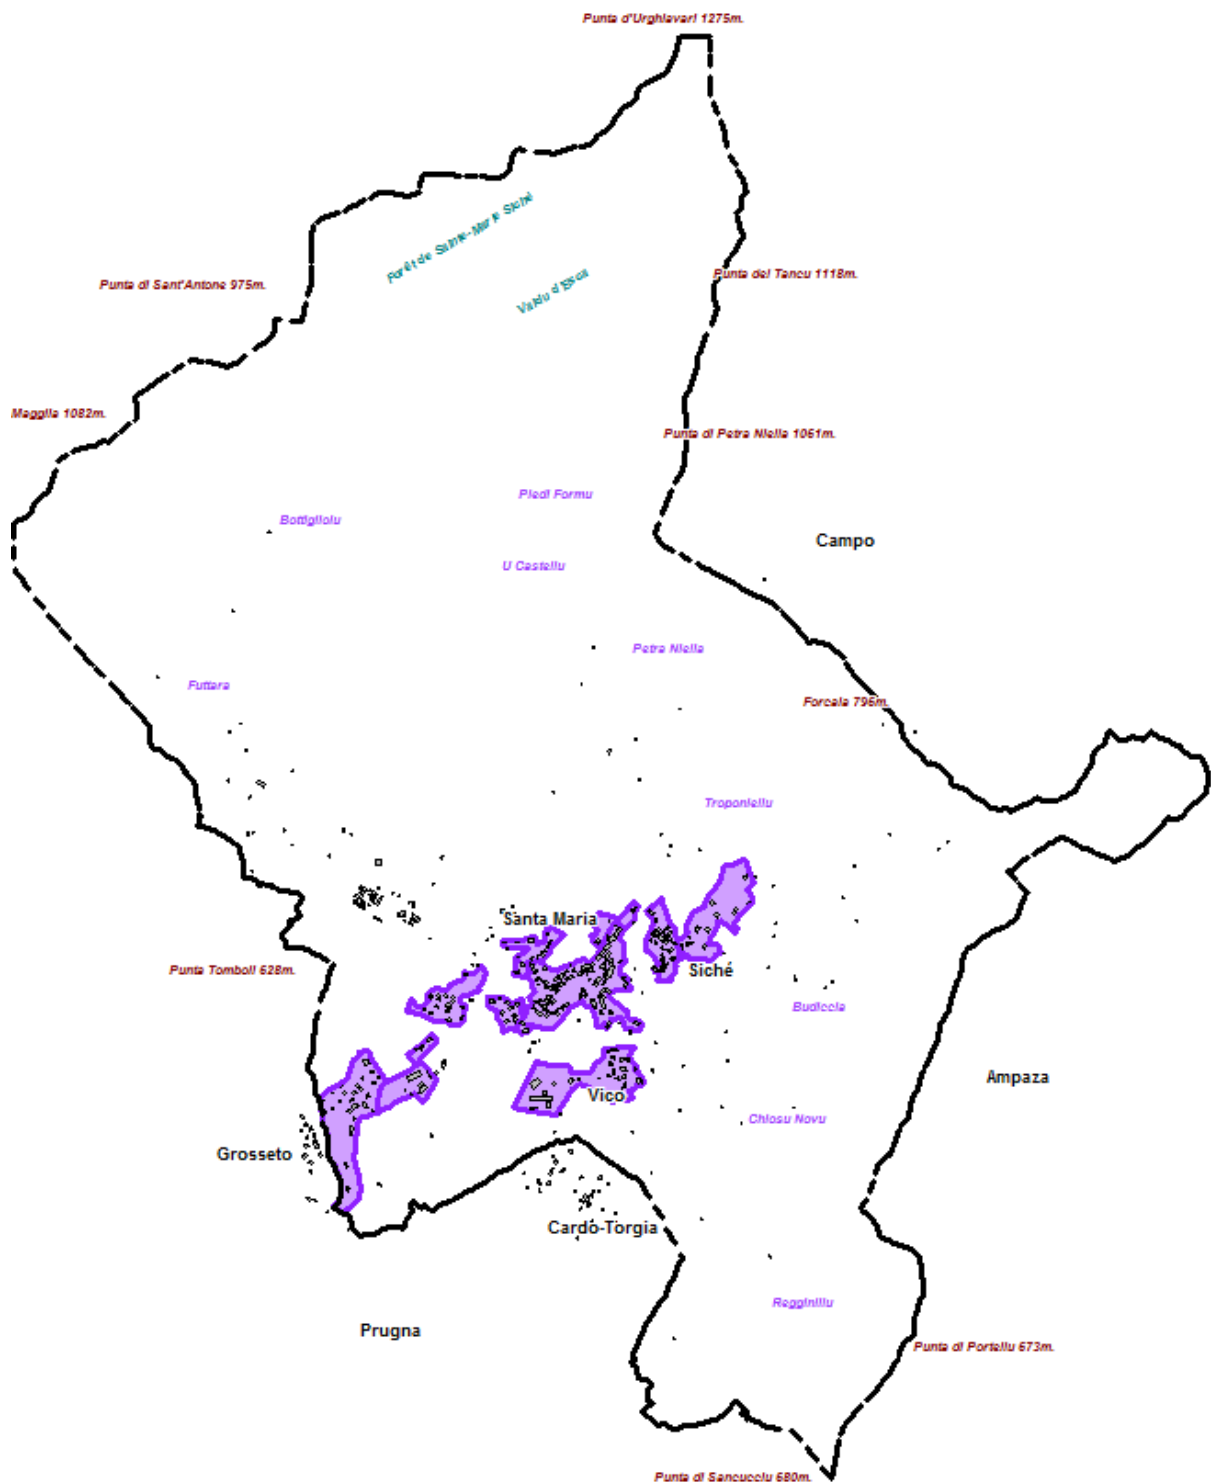 Punta d'Urghiavari 1275m.
Forêt de Sainte-Marie Siché
Punta di Sant'Antone 975m.
Punta del Tancu 1118m.
Valdu d'Esca
Maggiia 1082m.
Punta di Petra Niella 1061m.
Piedi Formu
Bottigliolu
Campo
U Castellu
Petra Niella
Futtara
Forcala 796m.
Troponiellu
Santa Maria
Punta Tomboli 628m.
Siché
Budiccia
Ampaza
Vico
Chiosu Novu
Grosseto
Cardo-Torgia
Regginillu
Prugna
Punta di Portellu 673m.
Punta di Sancucciu 680m.